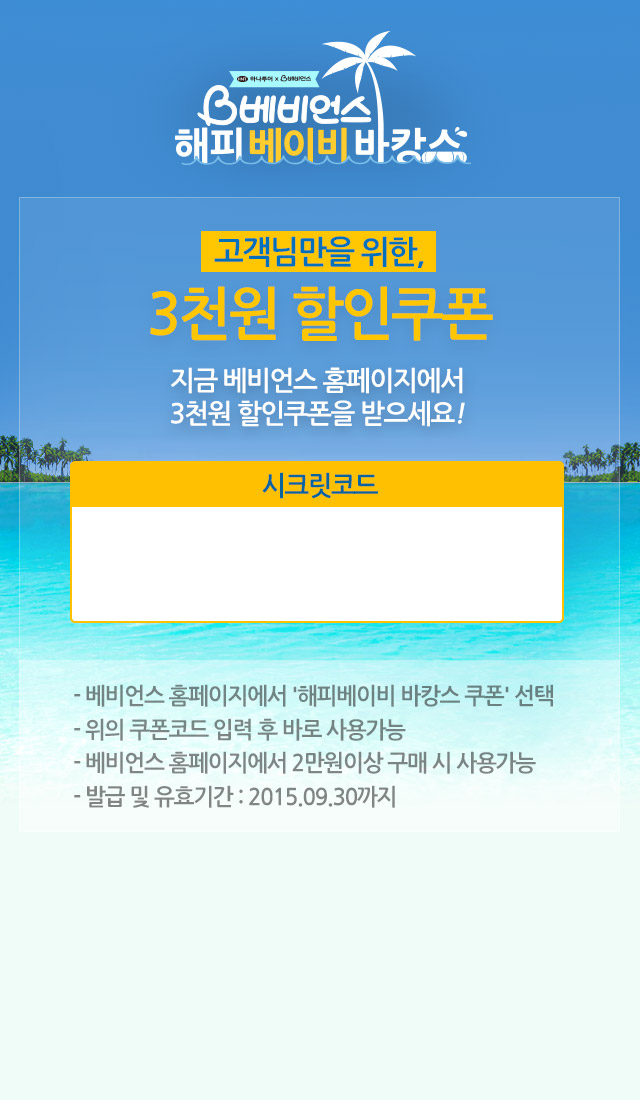 HNT 하나투어 x B베비언스
B베비언스
해피 베이비 바캉스
고객님만을 위한,
3천원 할인쿠폰
지금 베비언스 홈페이지에서
3천원 할인쿠폰을 받으세요!
시크릿코드
- 베비언스 홈페이지에서 '해피베이비 바캉스 쿠폰' 선택
- 위의 쿠폰코드 입력 후 바로 사용가능
- 베비언스 홈페이지에서 2만원이상 구매 시 사용가능
- 발급 및 유효기간 : 2015.09.30까지